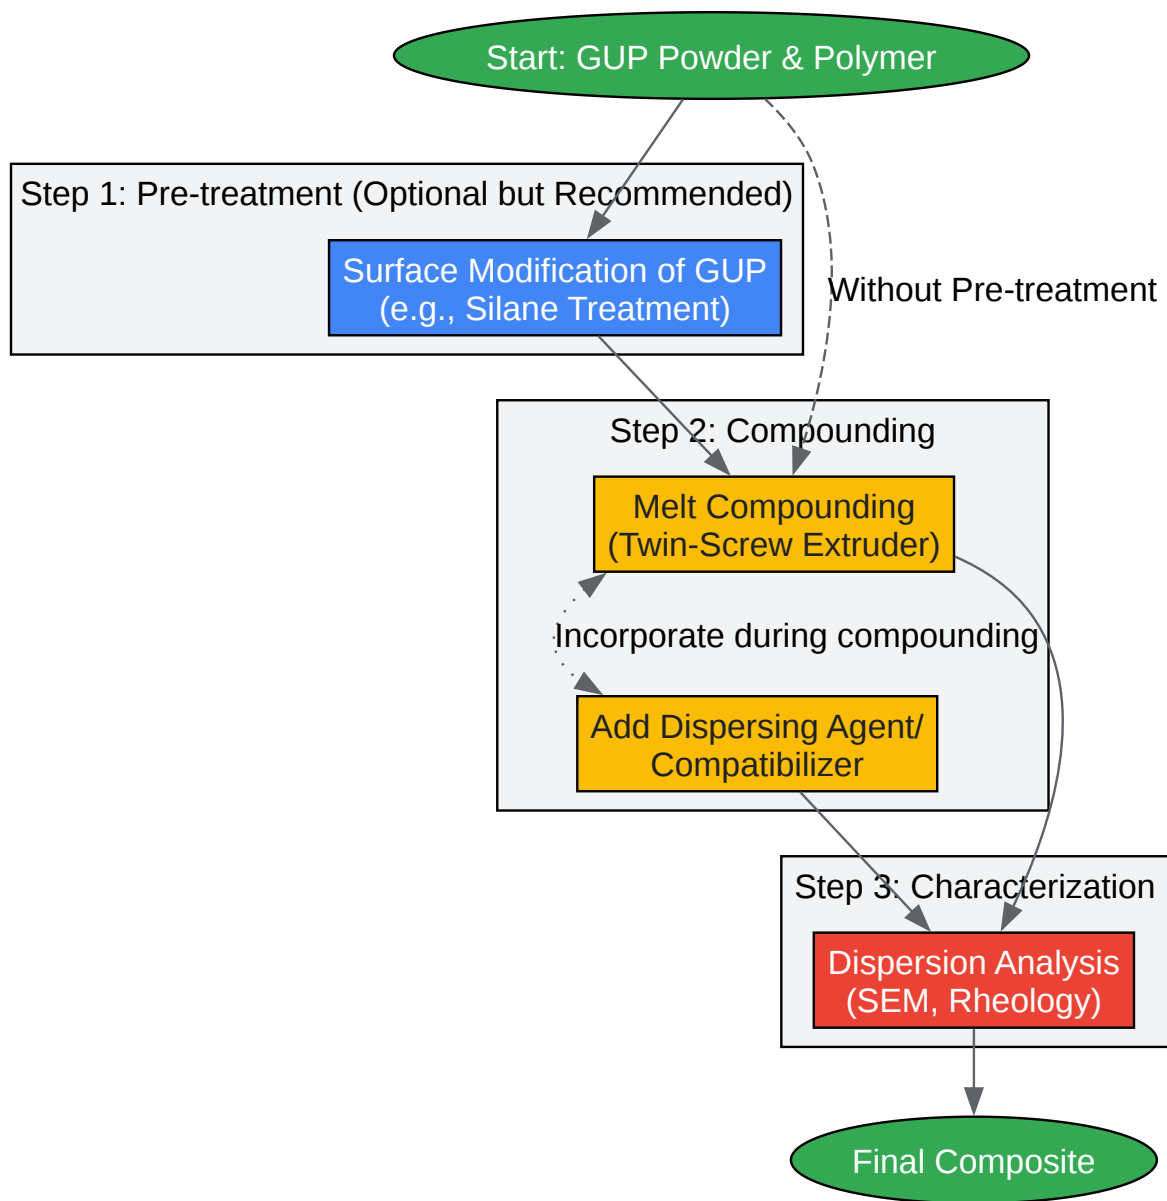 Start: GUP Powder & Polymer
Step 1: Pre-treatment (Optional but Recommended)
Surface Modification of GUP
(e.g., Silane Treatment)
Without Pre-treatment
Step 2: Compounding
Melt Compounding
(Twin-Screw Extruder)
Incorporate during compounding
Add Dispersing Agent/
Compatibilizer
Step 3: Characterization
Dispersion Analysis
(SEM, Rheology)
Final Composite